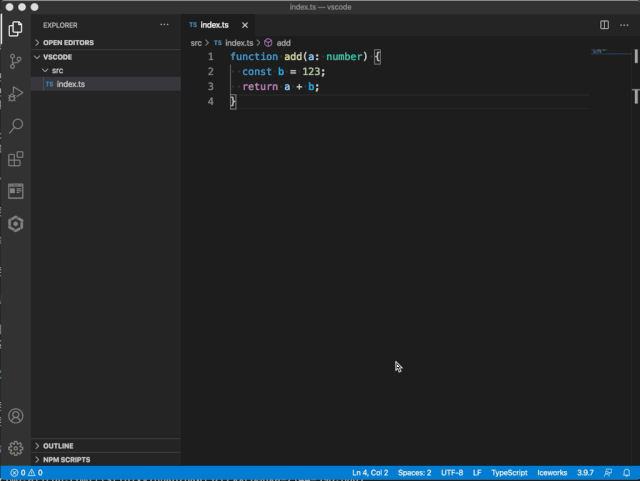 index.ts — vscode
EXPLORER ···
OPEN EDITORS
VSCODE
src
TS index.ts
OUTLINE
NPM SCRIPTS
TS index.ts
src > TS index.ts > add
1 function add(a: number) {
2 const b = 123;
3 return a + b;
4 }
0 0 Ln 4, Col 2 Spaces: 2 UTF-8 LF TypeScript Iceworks 3.9.7